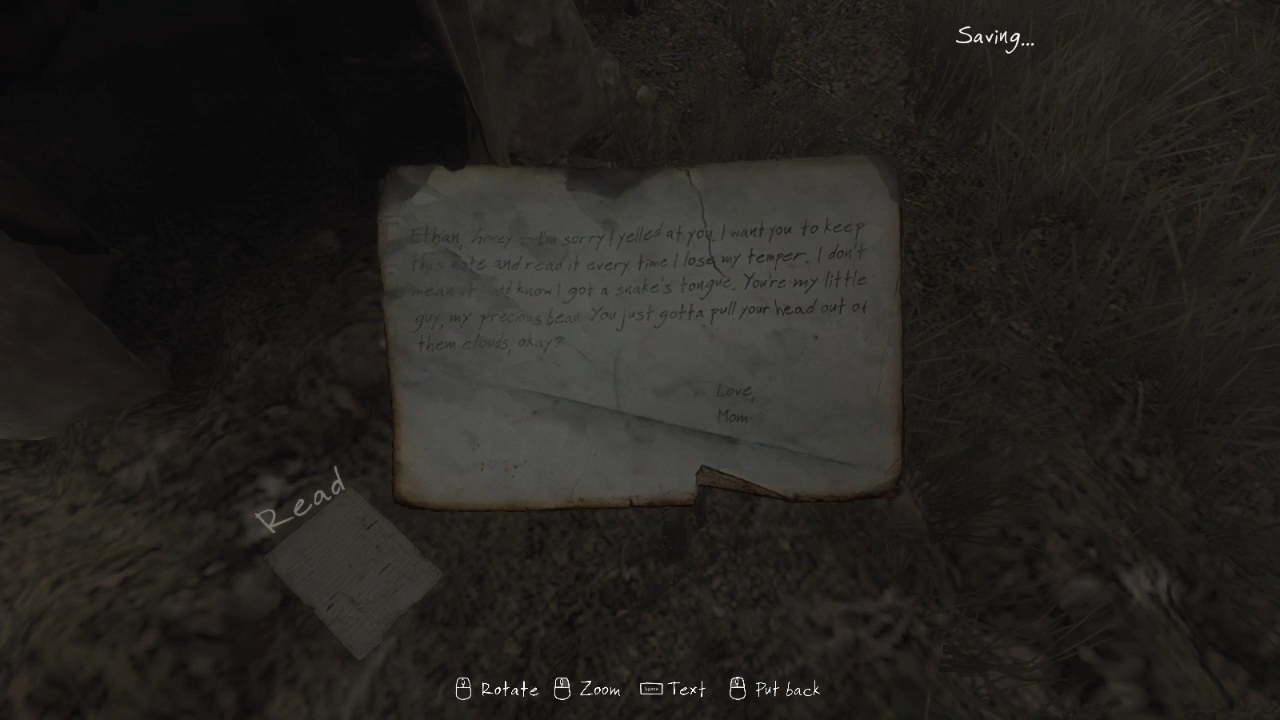 Saving...
Ethan, honey - I'm sorry I yelled at you. I want you to keep
this note and read it every time I lose my temper. I don't
mean it and know I got a snake's tongue. You're my little
guy, my precious bean. You just gotta pull your head out of
them clouds, okay?
Love,
Mom
Read
Rotate Zoom Text Put back